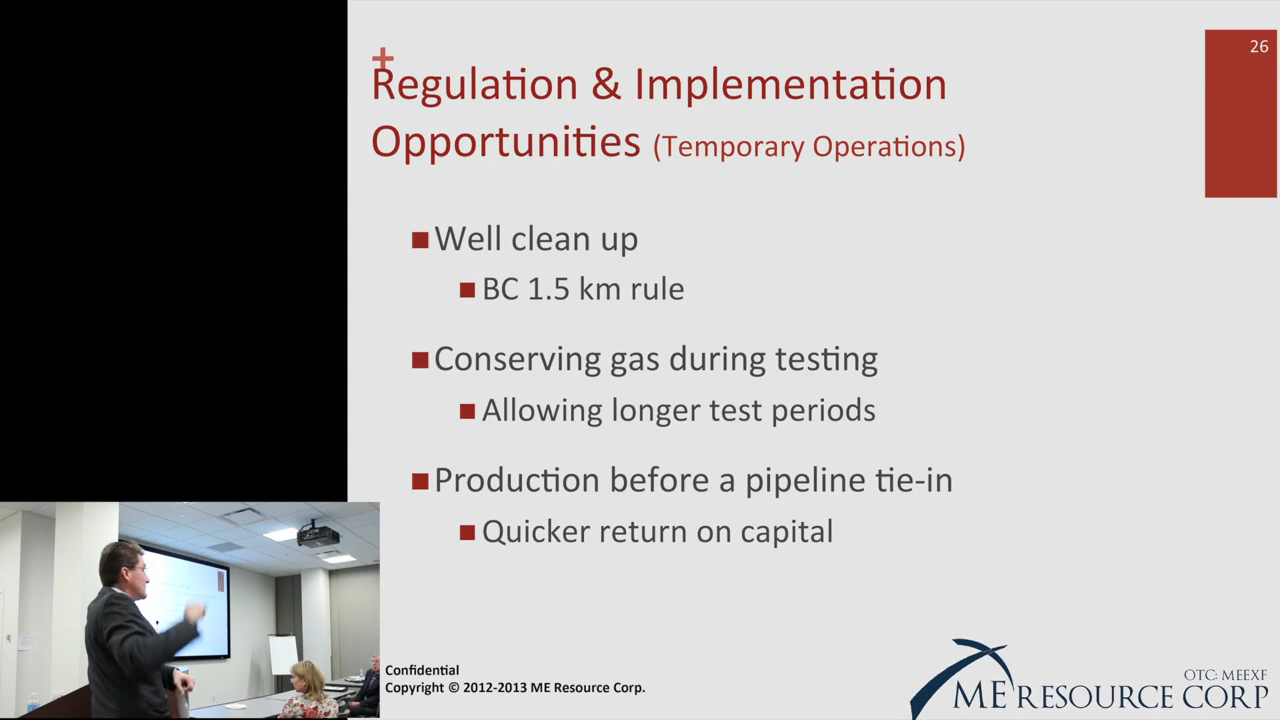 26
+
Regulation & Implementation
Opportunities (Temporary Operations)
Well clean up
BC 1.5 km rule
Conserving gas during testing
Allowing longer test periods
Production before a pipeline tie-in
Quicker return on capital
Confidential
Copyright © 2012-2013 ME Resource Corp.
OTC: MEEXF
ME RESOURCE CORP